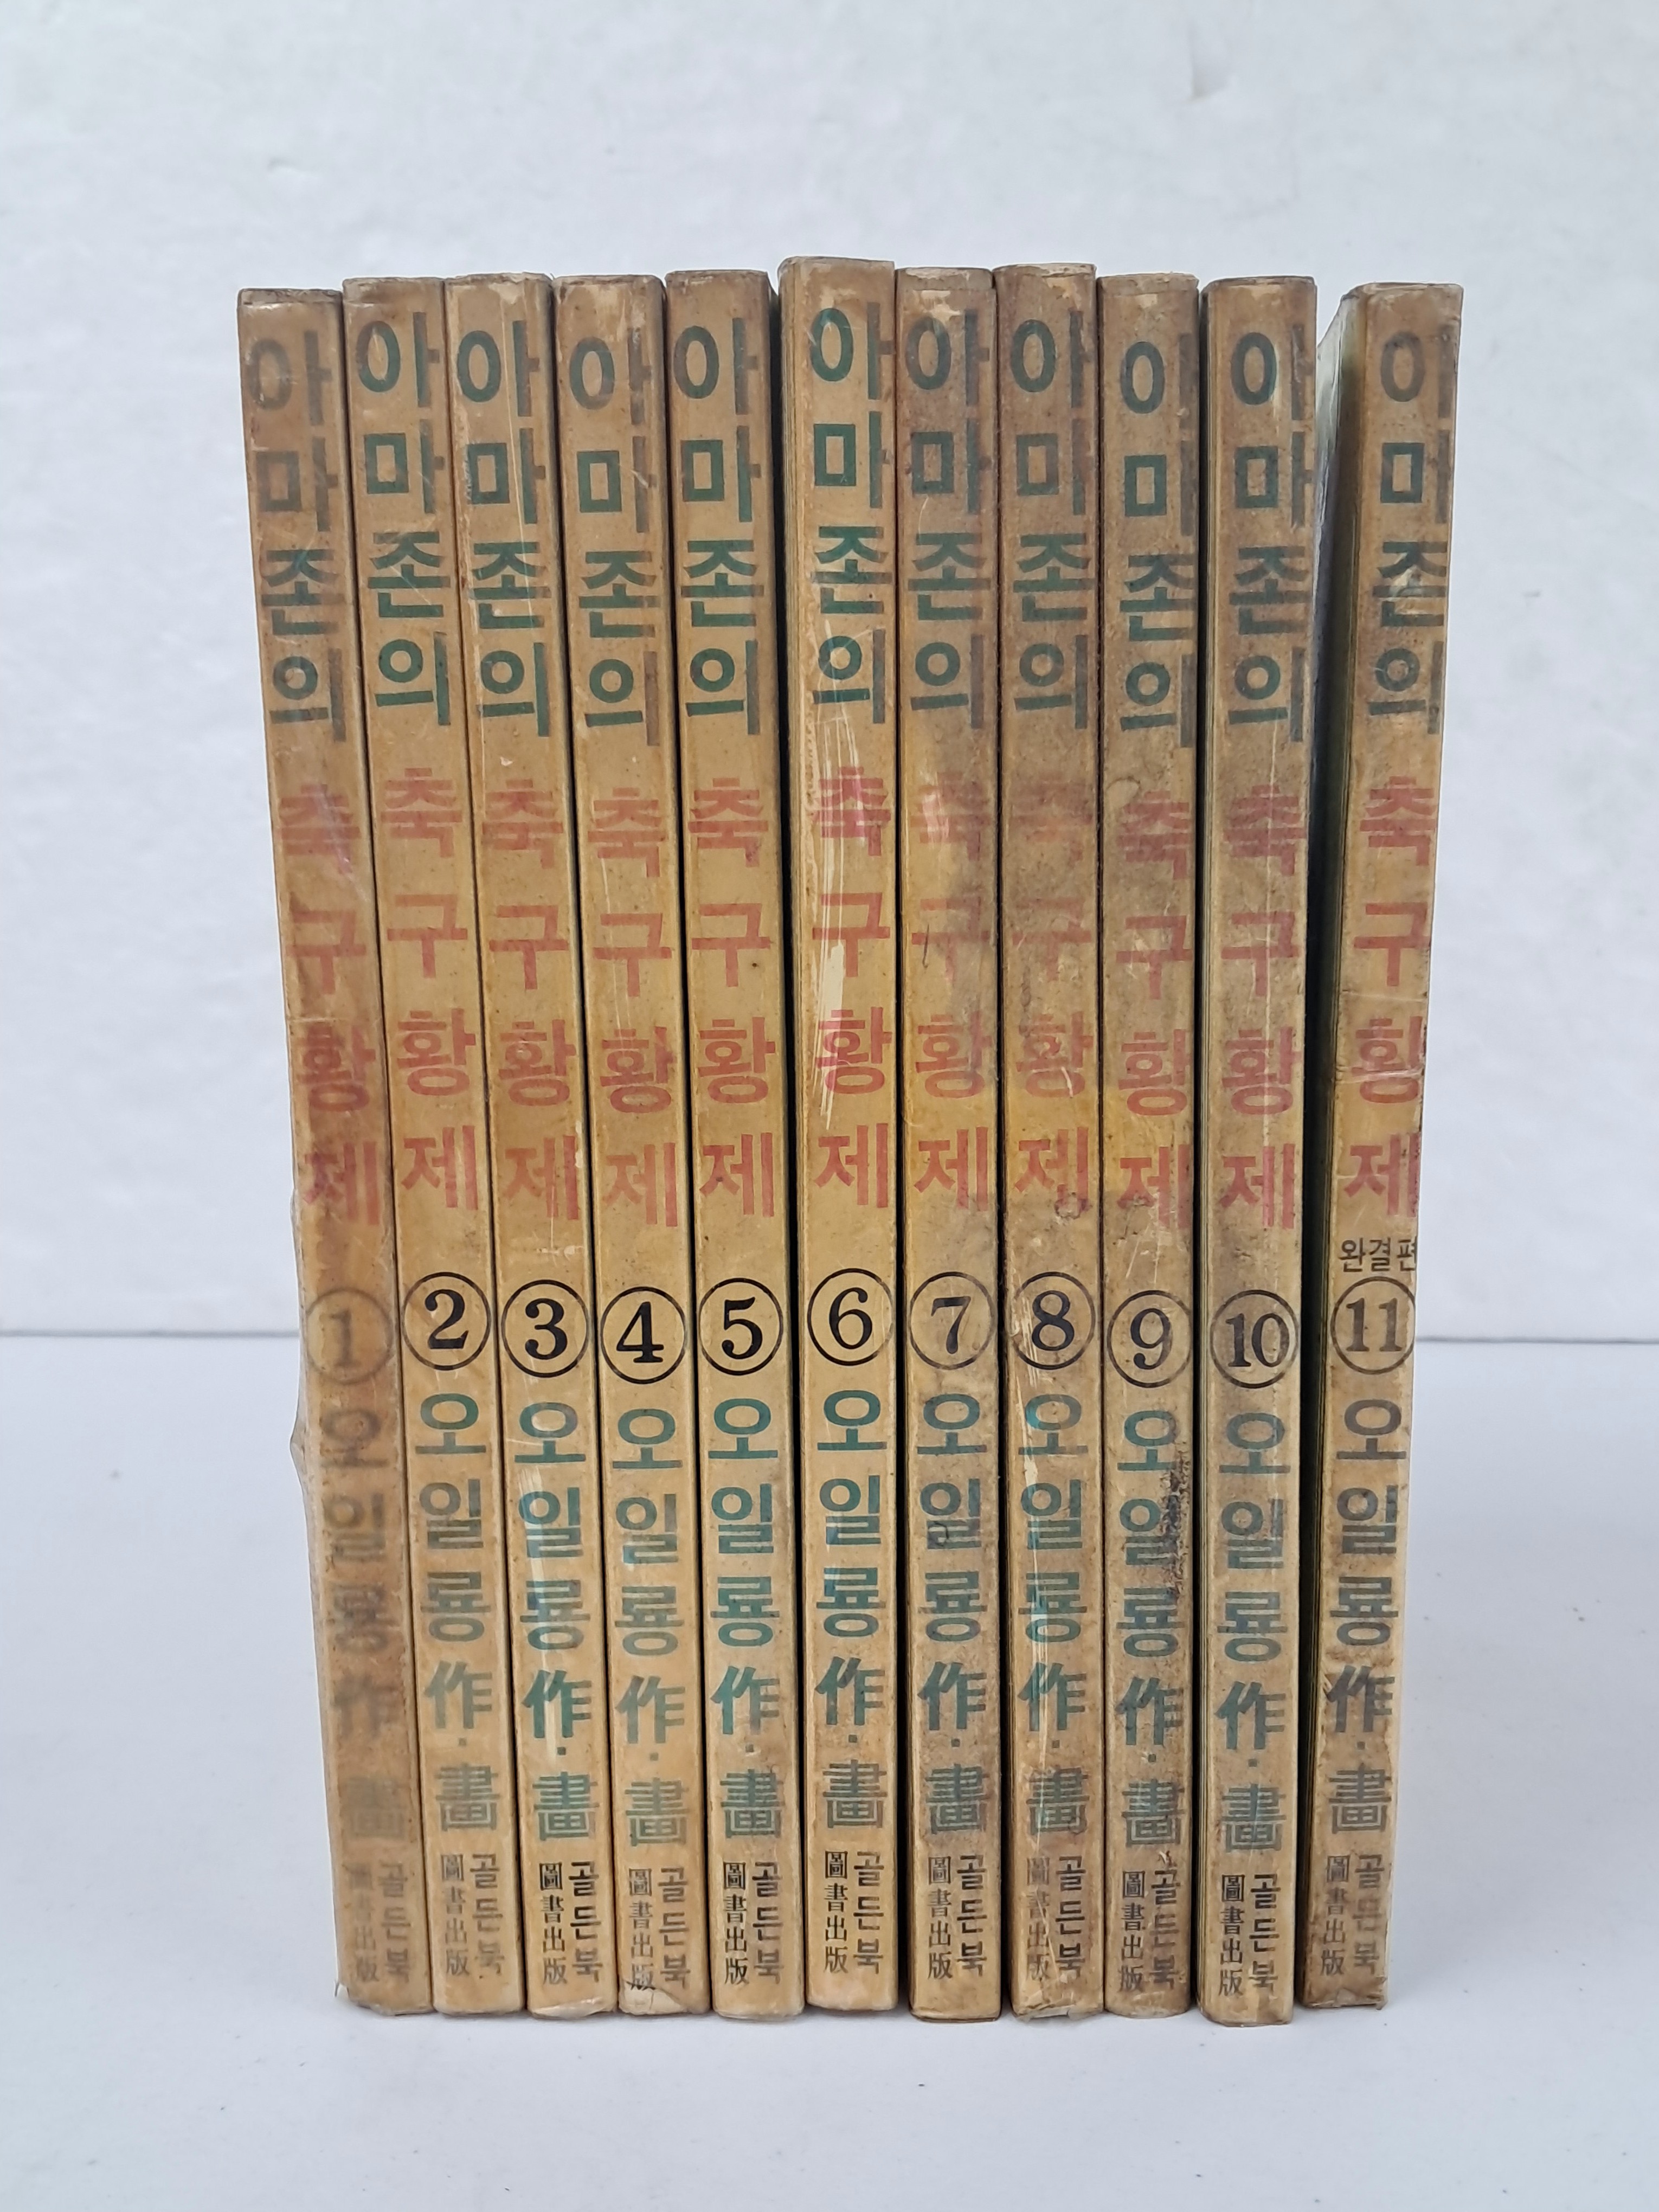 아마존의 축구황제 1 오일룡 作·畵 圖書出版 골든북
아마존의 축구황제 2 오일룡 作·畵 圖書出版 골든북
아마존의 축구황제 3 오일룡 作·畵 圖書出版 골든북
아마존의 축구황제 4 오일룡 作·畵 圖書出版 골든북
아마존의 축구황제 5 오일룡 作·畵 圖書出版 골든북
아마존의 축구황제 6 오일룡 作·畵 圖書出版 골든북
아마존의 축구황제 7 오일룡 作·畵 圖書出版 골든북
아마존의 축구황제 8 오일룡 作·畵 圖書出版 골든북
아마존의 축구황제 9 오일룡 作·畵 圖書出版 골든북
아마존의 축구황제 10 오일룡 作·畵 圖書出版 골든북
아마존의 축구황제 완결편 11 오일룡 作·畵 圖書出版 골든북